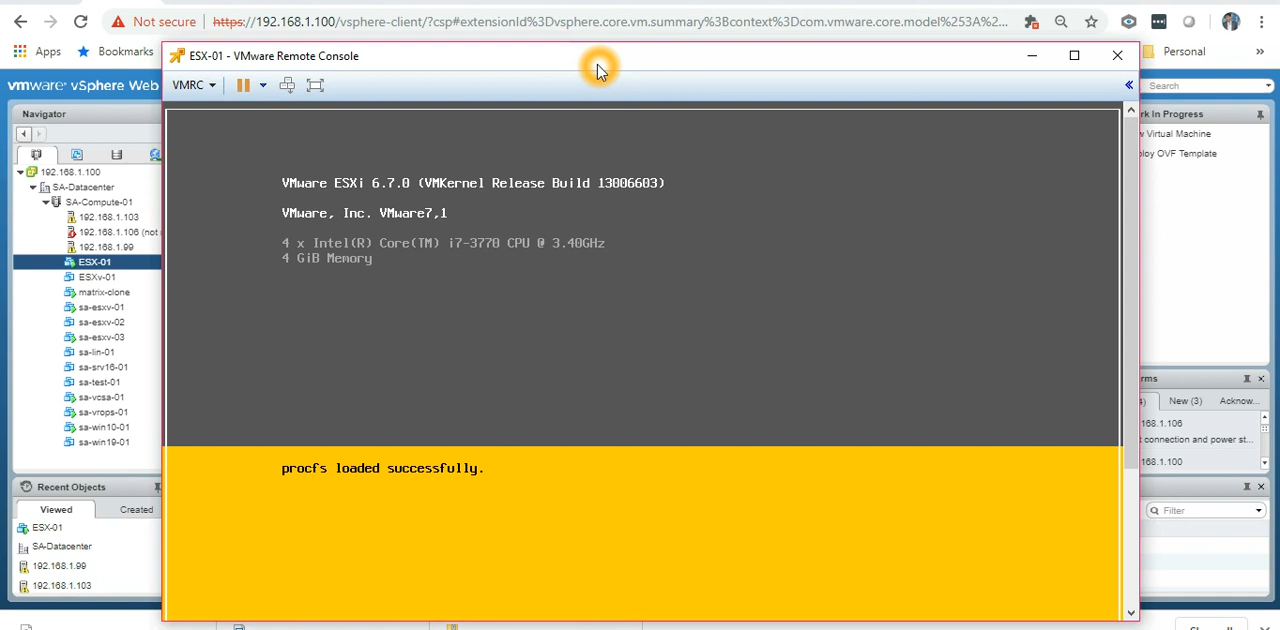 Not secure
https://192.168.1.100/vsphere-client/?csp#extensionId%3Dvsphere.core.vm.summary%3Bcontext%3Dcom.vmware.core.model%253A%2...
Apps
Bookmarks
Personal
»
ESX-01 - VMware Remote Console
vmware® vSphere Web
VMRC
Search
Navigator
192.168.1.100
SA-Datacenter
SA-Compute-01
192.168.1.103
192.168.1.106 (not
192.168.1.99
ESX-01
ESXv-01
matrix-clone
sa-esxv-01
sa-esxv-02
sa-esxv-03
sa-lin-01
sa-srv16-01
sa-test-01
sa-vcsa-01
sa-vrops-01
sa-win10-01
sa-win19-01
Recent Objects
Viewed
Created
ESX-01
SA-Datacenter
192.168.1.99
192.168.1.103
VMware ESXi 6.7.0 (VMKernel Release Build 13006603)
VMware, Inc. VMware7,1
4 x Intel(R) Core(TM) i7-3770 CPU @ 3.40GHz
4 GiB Memory
procfs loaded successfully.
rk In Progress
w Virtual Machine
ploy OVF Template
rms
4)
New (3)
Acknow...
168.1.106
t connection and power st...
168.1.100
Filter